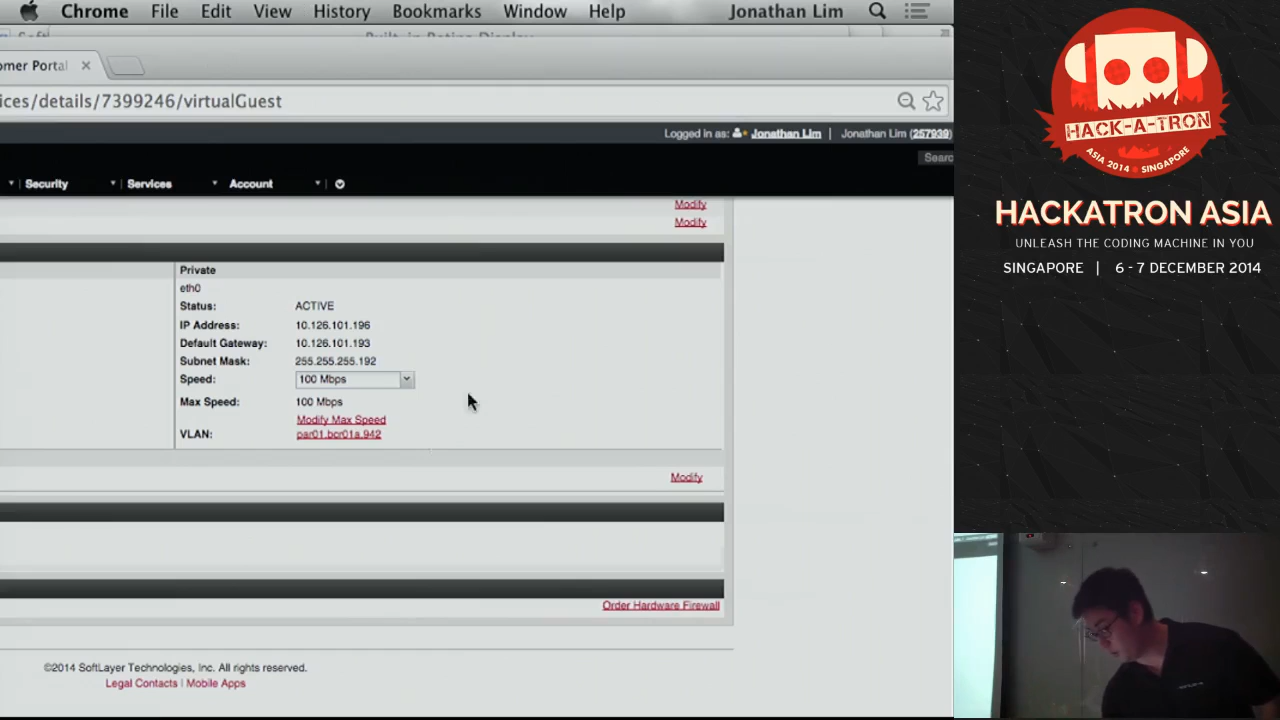 Chrome File Edit View History Bookmarks Window Help Jonathan Lim
omer Portal
ices/details/7399246/virtualGuest
Logged in as: Jonathan Lim | Jonathan Lim (257939)
Searc
Security Services Account
Modify
Modify
Private
eth0
Status: ACTIVE
IP Address: 10.126.101.196
Default Gateway: 10.126.101.193
Subnet Mask: 255.255.255.192
Speed: 100 Mbps
Max Speed: 100 Mbps
Modify Max Speed
VLAN: par01.bcr01a.942
Modify
Order Hardware Firewall
©2014 SoftLayer Technologies, Inc. All rights reserved.
Legal Contacts | Mobile Apps
HACK-A-TRON
ASIA 2014 SINGAPORE
HACKATRON ASIA
UNLEASH THE CODING MACHINE IN YOU
SINGAPORE | 6 - 7 DECEMBER 2014